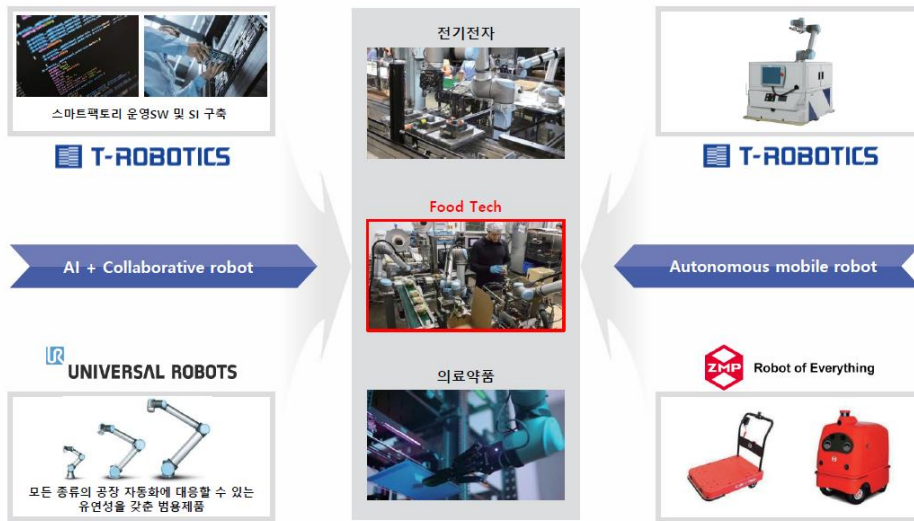 스마트팩토리 운영SW 및 SI 구축
T-ROBOTICS
AI + Collaborative robot
UR
UNIVERSAL ROBOTS
모든 종류의 공장 자동화에 대응할 수 있는
유연성을 갖춘 범용제품
전기전자
Food Tech
의료약품
T-ROBOTICS
Autonomous mobile robot
ZMP
Robot of Everything